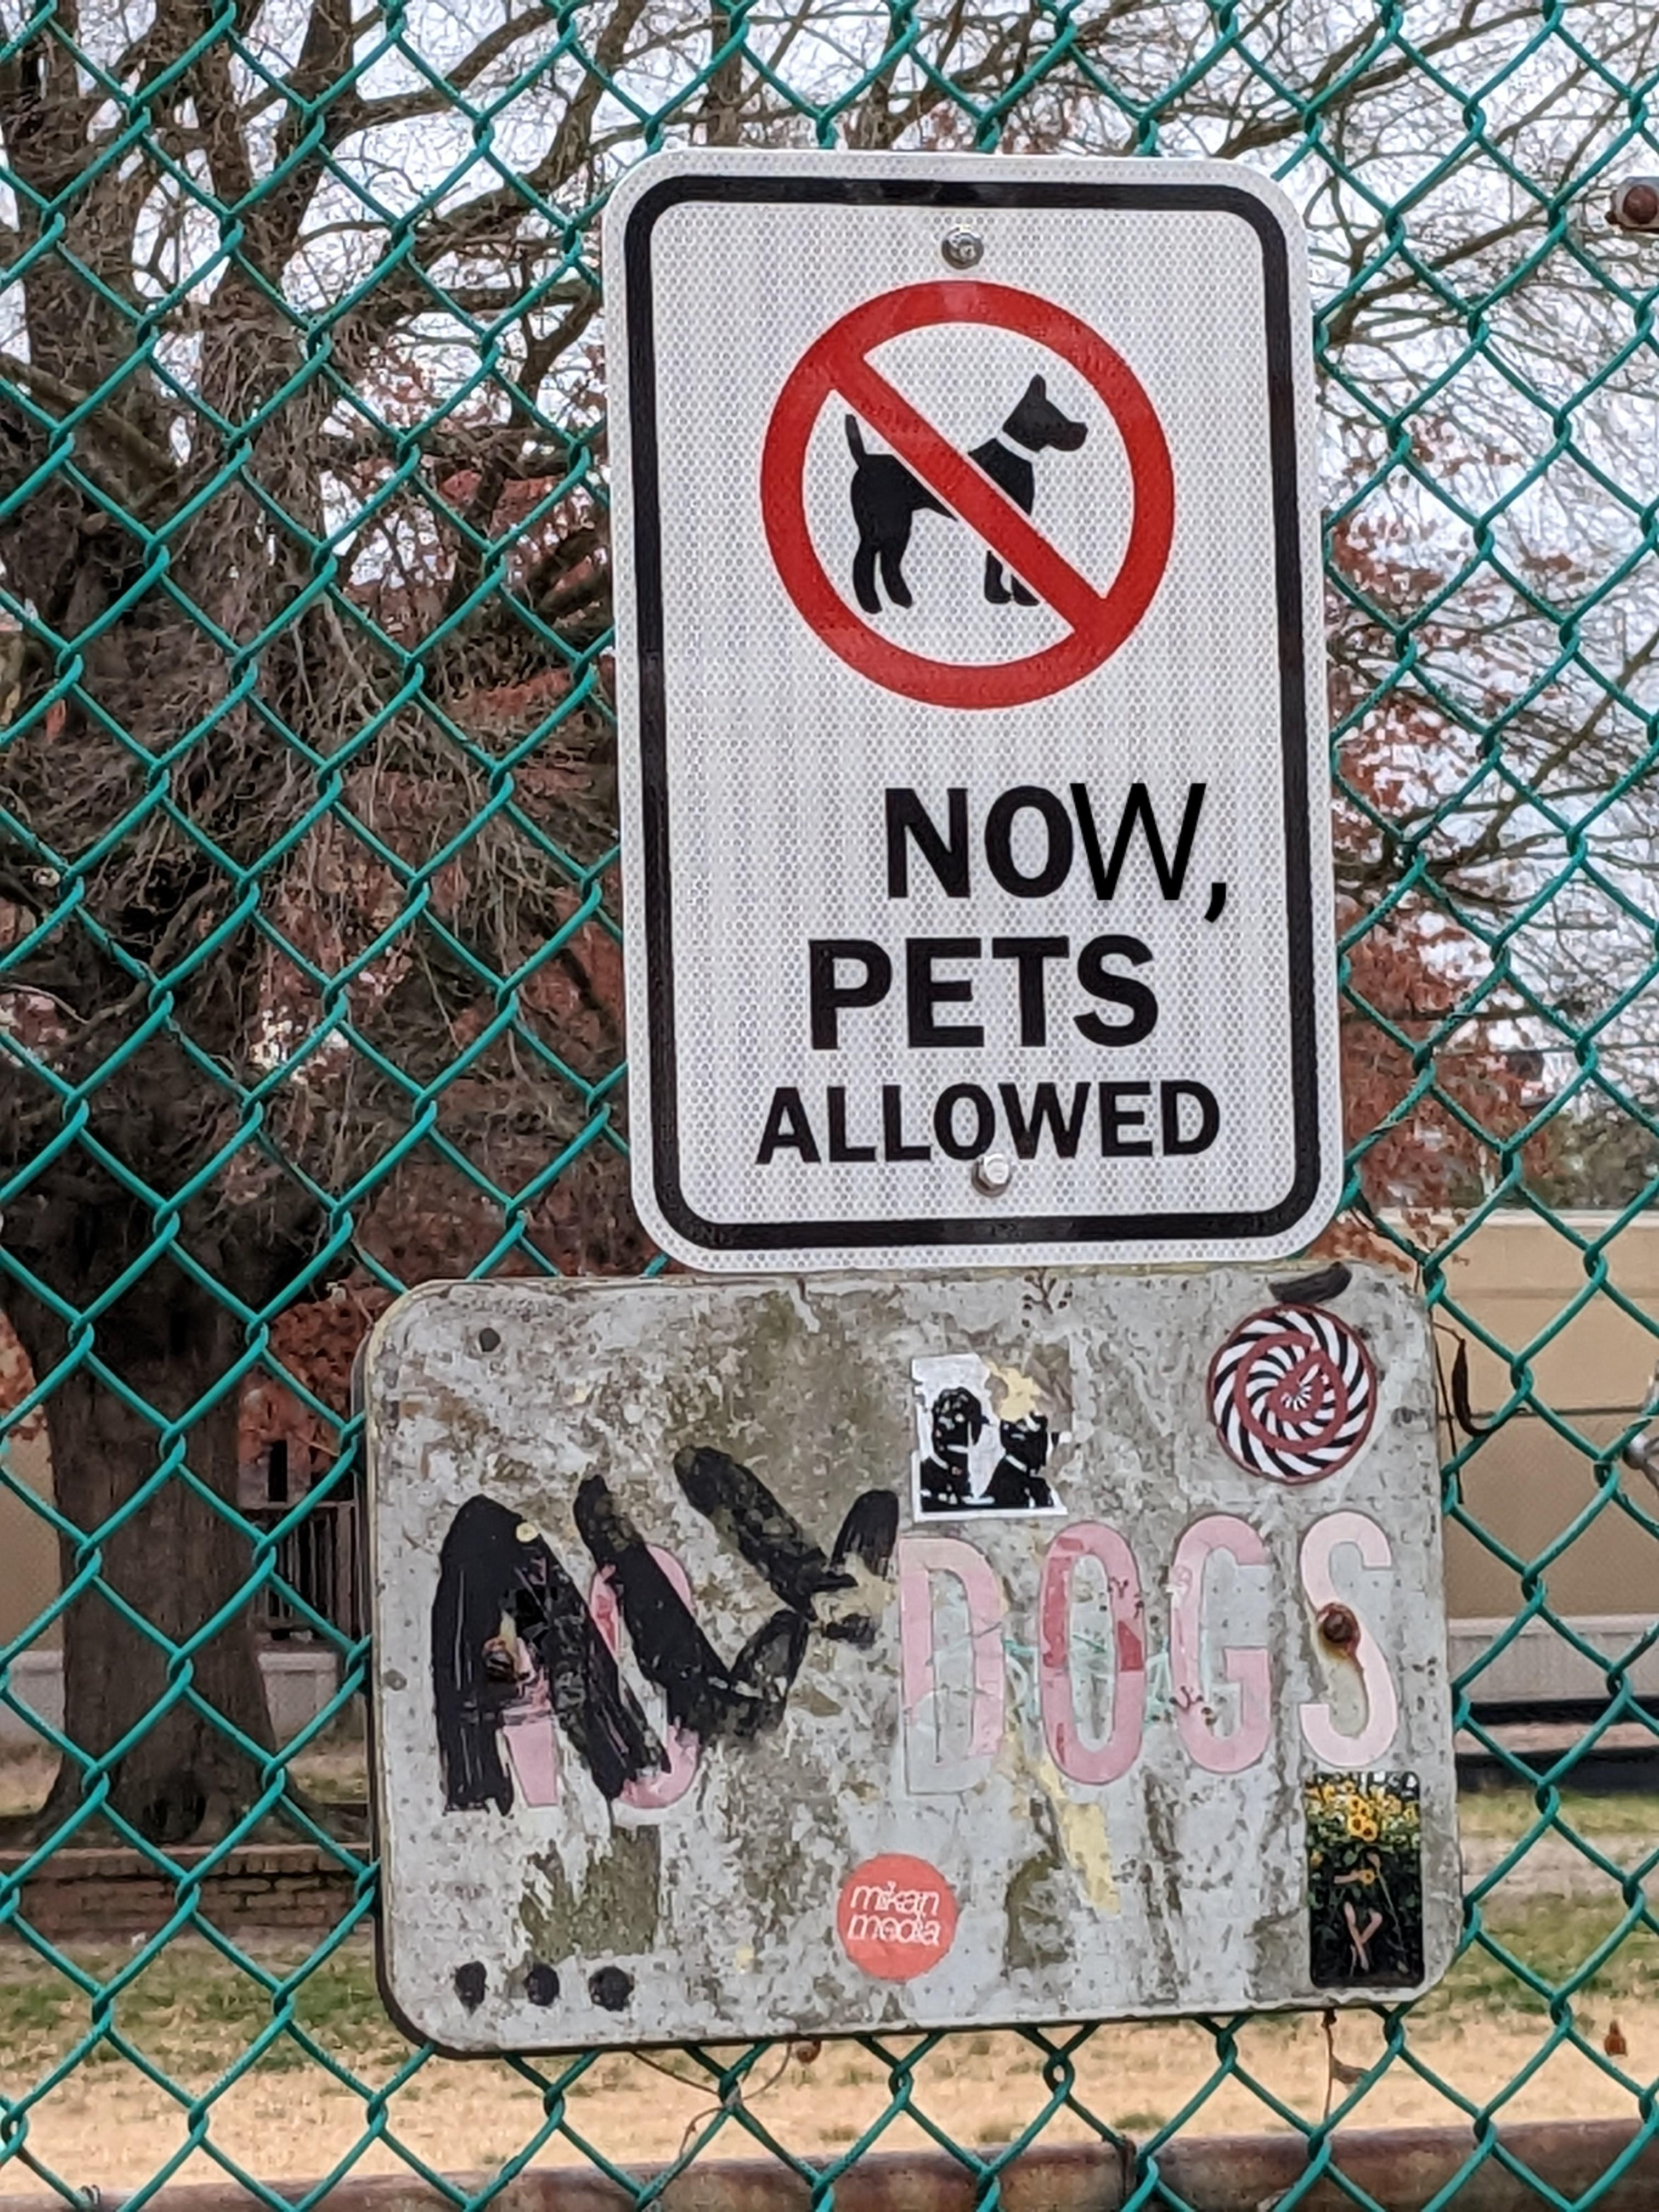 NOW,
PETS
ALLOWED
NO DOGS
mikan
media